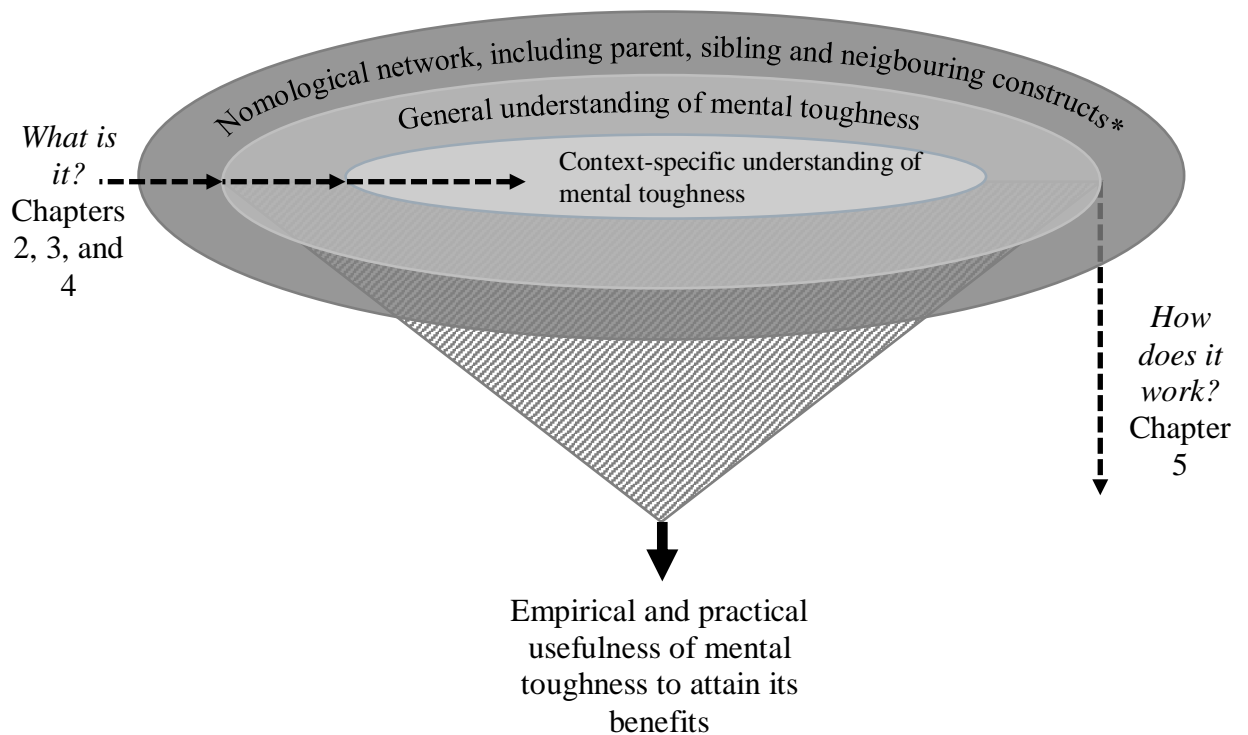 Nomological network, including parent, sibling and neigbouring constructs*
General understanding of mental toughness
Context-specific understanding of
mental toughness
What is
it?
Chapters
2, 3, and
4
How
does it
work?
Chapter
5
Empirical and practical
usefulness of mental
toughness to attain its
benefits